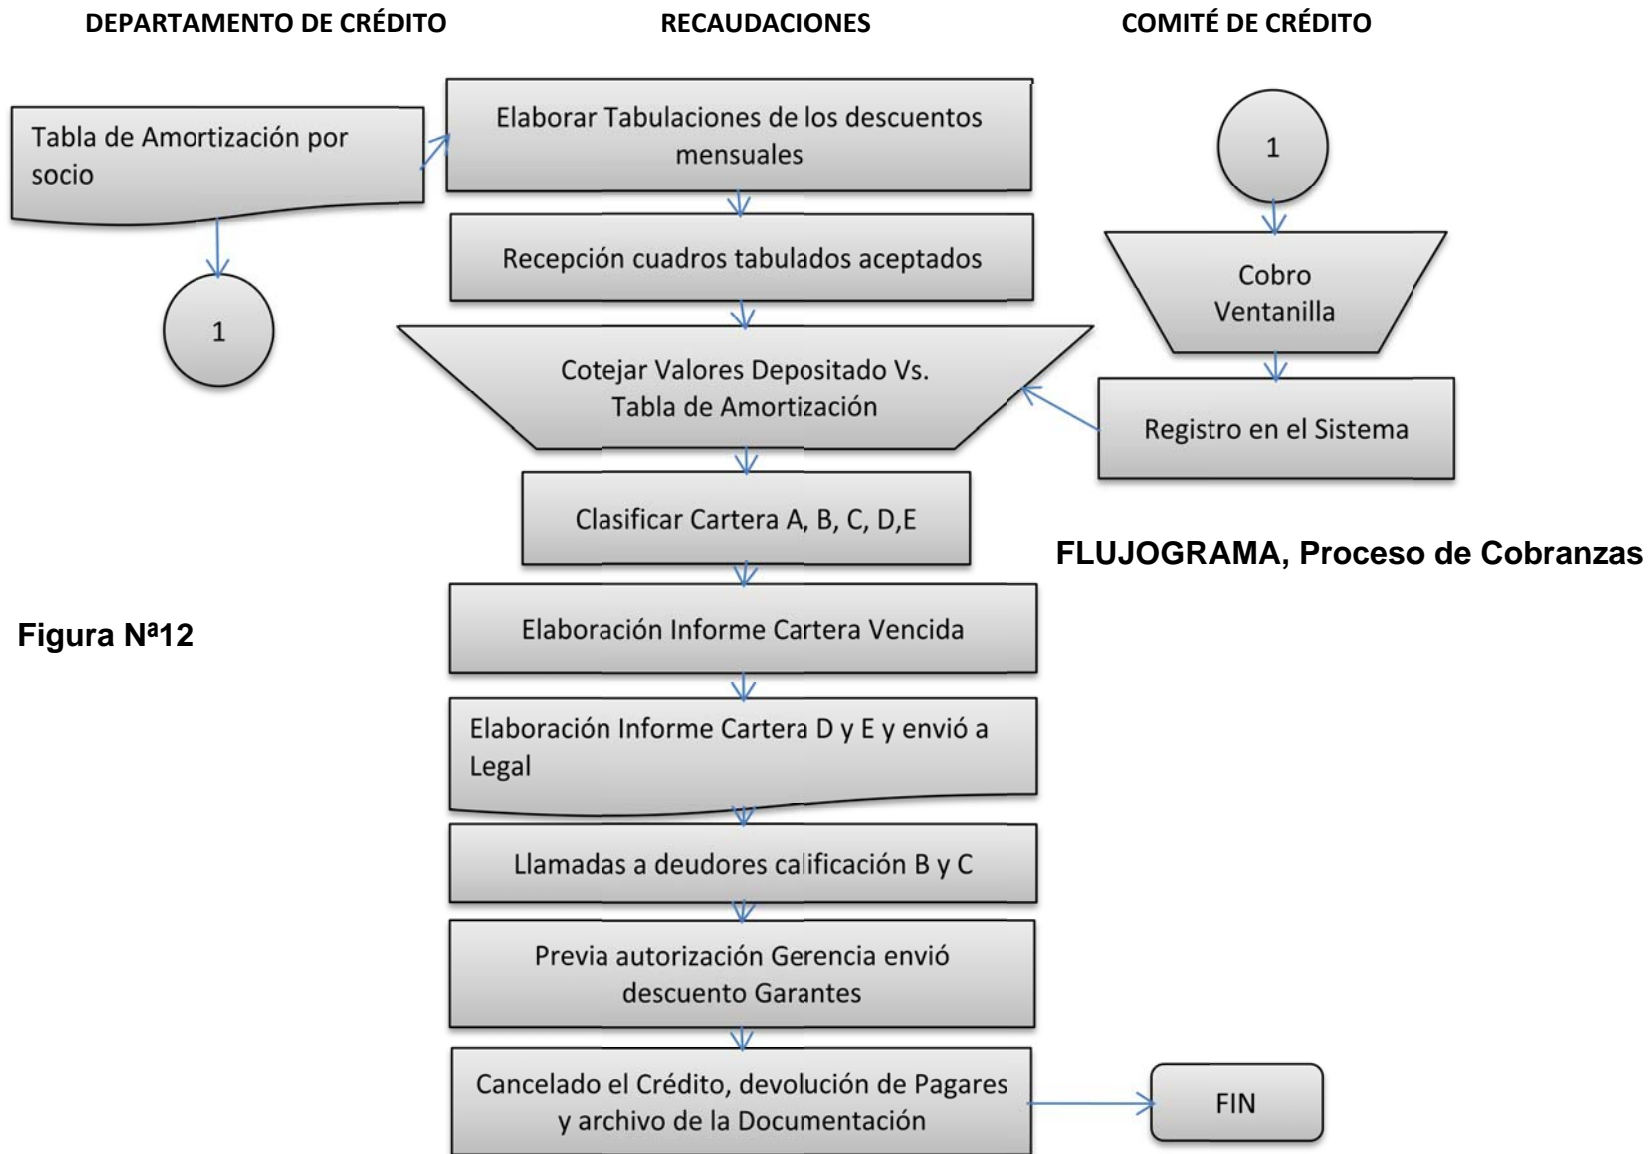 DEPARTAMENTO DE CRÉDITO
RECAUDACIONES
COMITÉ DE CRÉDITO
Tabla de Amortización por
socio
1
Elaborar Tabulaciones de los descuentos
mensuales
Recepción cuadros tabulados aceptados
Cotejar Valores Depositado Vs.
Tabla de Amortización
1
Cobro
Ventanilla
Registro en el Sistema
Clasificar Cartera A, B, C, D,E
FLUJOGRAMA, Proceso de Cobranzas
Figura Nª12
Elaboración Informe Cartera Vencida
Elaboración Informe Cartera D y E y envió a
Legal
Llamadas a deudores calificación B y C
Previa autorización Gerencia envió
descuento Garantes
Cancelado el Crédito, devolución de Pagares
y archivo de la Documentación
FIN